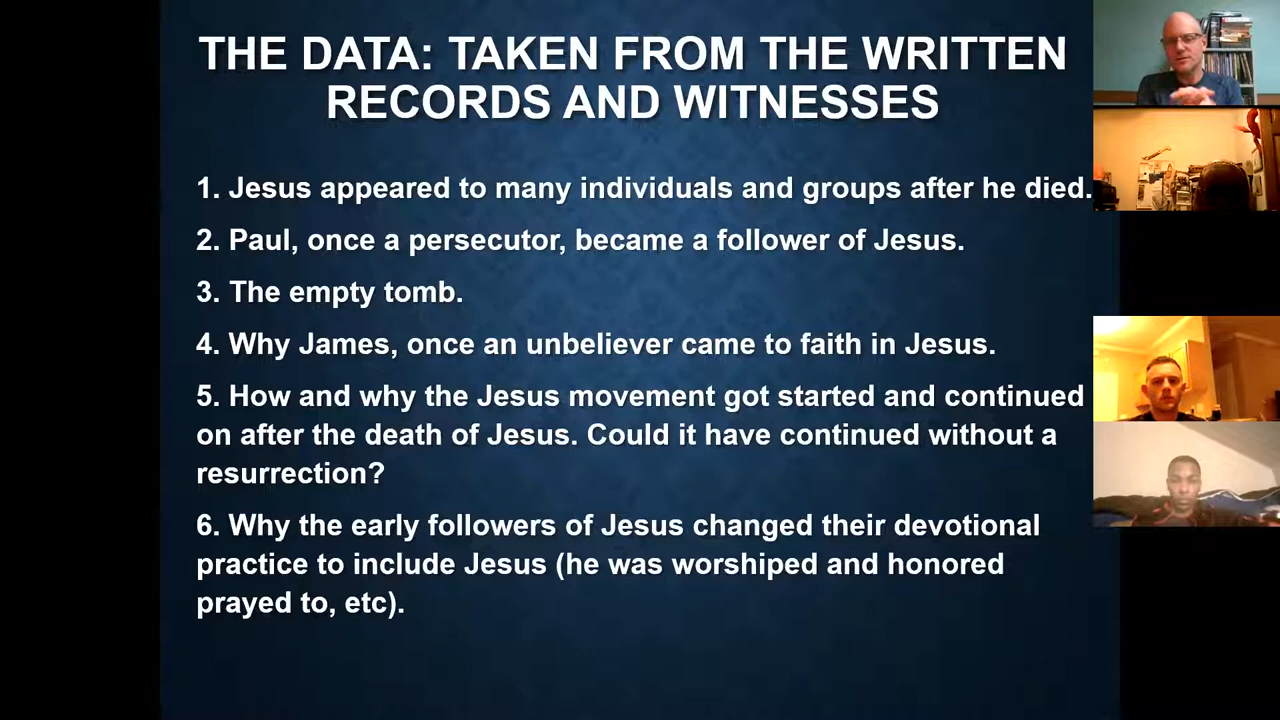 THE DATA: TAKEN FROM THE WRITTEN
RECORDS AND WITNESSES
1. Jesus appeared to many individuals and groups after he died.
2. Paul, once a persecutor, became a follower of Jesus.
3. The empty tomb.
4. Why James, once an unbeliever came to faith in Jesus.
5. How and why the Jesus movement got started and continued
on after the death of Jesus. Could it have continued without a
resurrection?
6. Why the early followers of Jesus changed their devotional
practice to include Jesus (he was worshiped and honored
prayed to, etc).